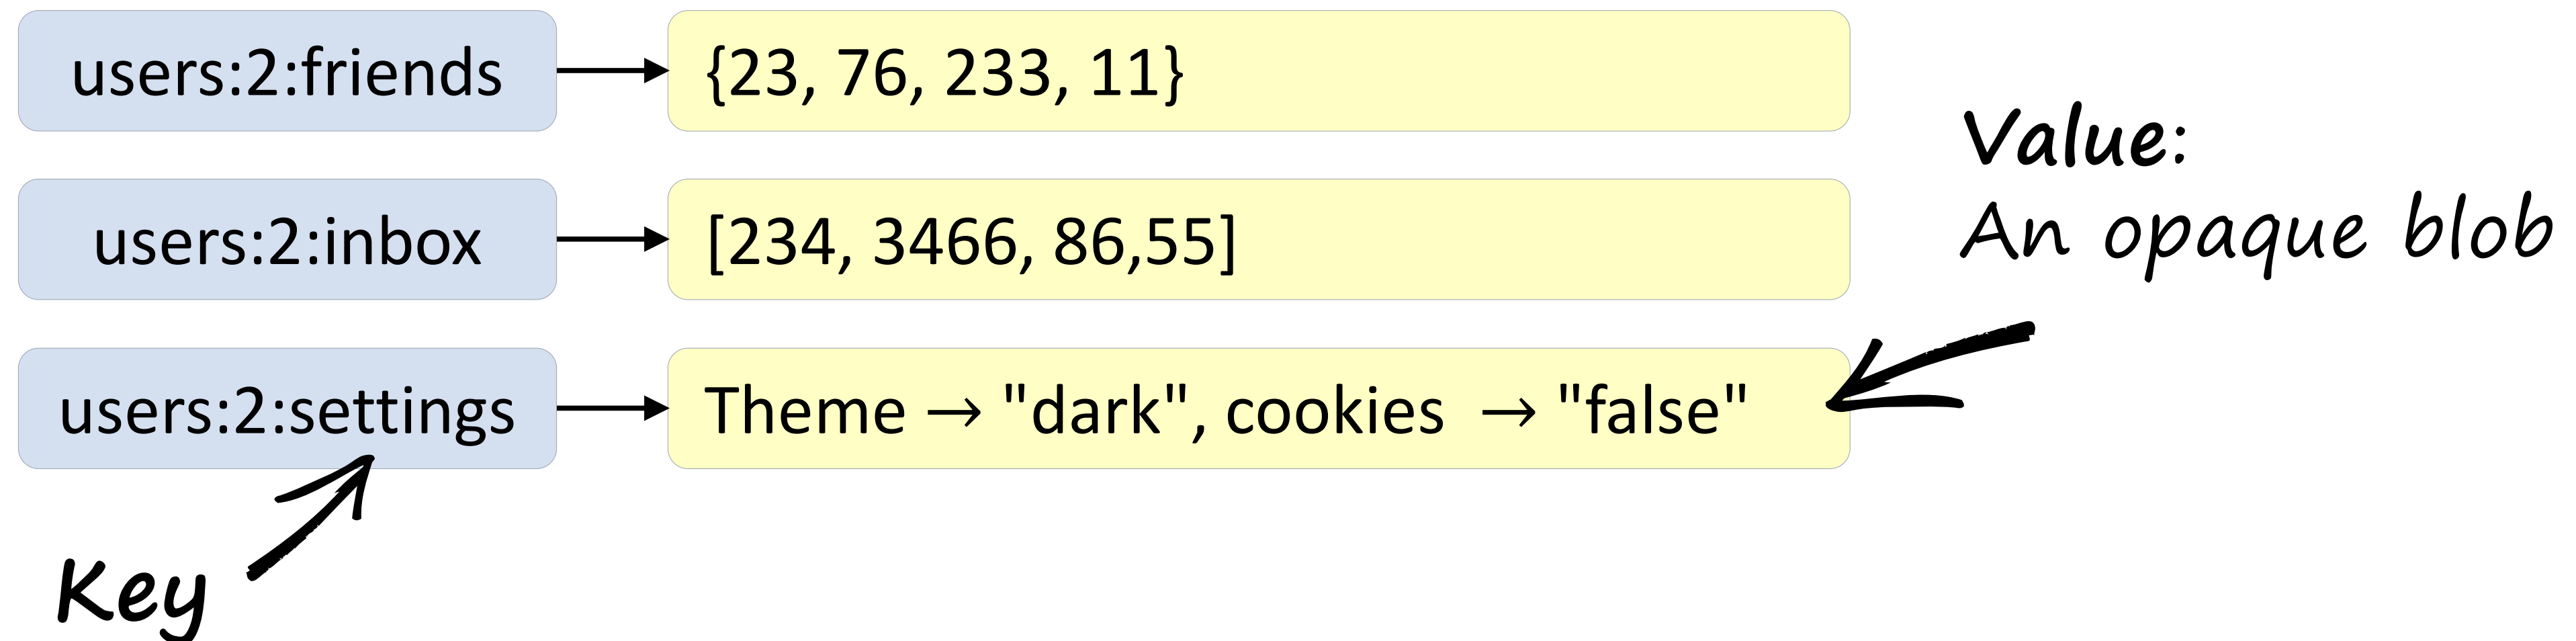 users:2:friends
{23, 76, 233, 11}
users:2:inbox
[234, 3466, 86,55]
users:2:settings
Theme → "dark", cookies → "false"
Value:
An opaque blob
Key